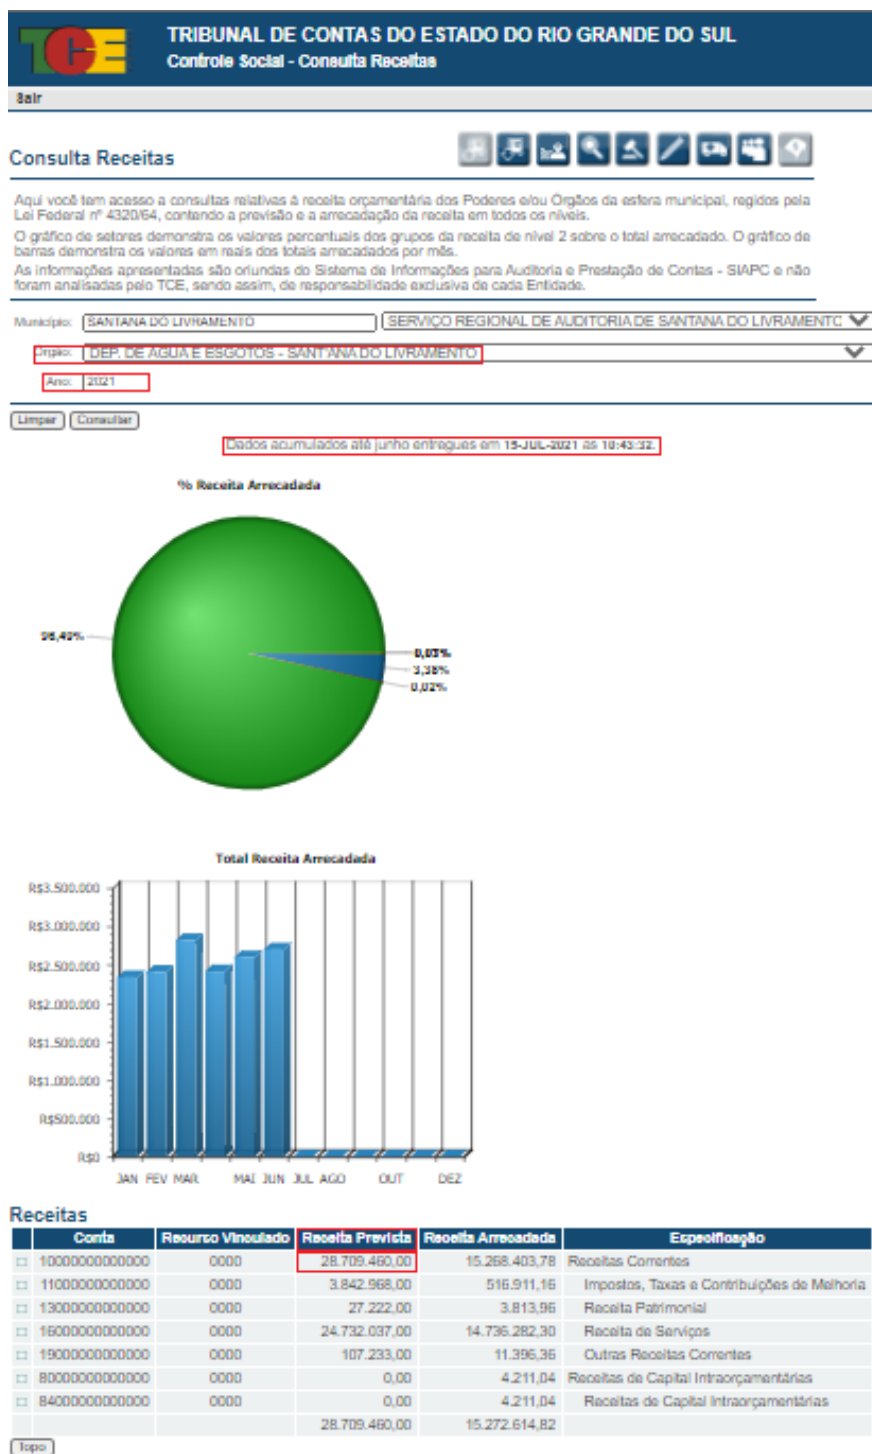 TCE
TRIBUNAL DE CONTAS DO ESTADO DO RIO GRANDE DO SUL
Controle Social - Consulta Receitas
Sair
Consulta Receitas
Aqui você tem acesso a consultas relativas à receita orçamentária dos Poderes e/ou Órgãos da esfera municipal, regidos pela
Lei Federal nº 4320/64, contendo a previsão e a arrecadação da receita em todos os níveis.
O gráfico de setores demonstra os valores percentuais dos grupos da receita de nível 2 sobre o total arrecadado. O gráfico de
barras demonstra os valores em reais dos totais arrecadados por mês.
As informações apresentadas são oriundas do Sistema de Informações para Auditoria e Prestação de Contas - SIAPC e não
foram analisadas pelo TCE, sendo assim, de responsabilidade exclusiva de cada Entidade.
Município: SANTANA DO LIVRAMENTO SERVIÇO REGIONAL DE AUDITORIA DE SANTANA DO LIVRAMENTO
Órgão: DEP. DE AGUA E ESGOTOS - SANT'ANA DO LIVRAMENTO
Ano: 2021
Limpar Consultar
Dados acumulados até junho entregues em 15-JUL-2021 as 10:43:32.
% Receita Arrecadada
96,49%
3,38%
0,02%
Total Receita Arrecadada
R$3.500.000
R$3.000.000
R$2.500.000
R$2.000.000
R$1.500.000
R$1.000.000
R$500.000
R$0
JAN FEV MAR MAI JUN JUL AGO OUT DEZ
Receitas
Conta Recurso Vinculado Receita Prevista Receita Arrecadada Especificação
10000000000000 0000 28.709.460,00 15.268.403,78 Receitas Correntes
11000000000000 0000 3.842.968,00 516.911,16 Impostos, Taxas e Contribuições de Melhoria
13000000000000 0000 27.222,00 3.813,96 Receita Patrimonial
16000000000000 0000 24.732.037,00 14.736.282,30 Receita de Serviços
19000000000000 0000 107.233,00 11.396,36 Outras Receitas Correntes
80000000000000 0000 0,00 4.211,04 Receitas de Capital Intraorçamentárias
84000000000000 0000 0,00 4.211,04 Receitas de Capital Intraorçamentárias
28.709.460,00 15.272.614,82
Topo